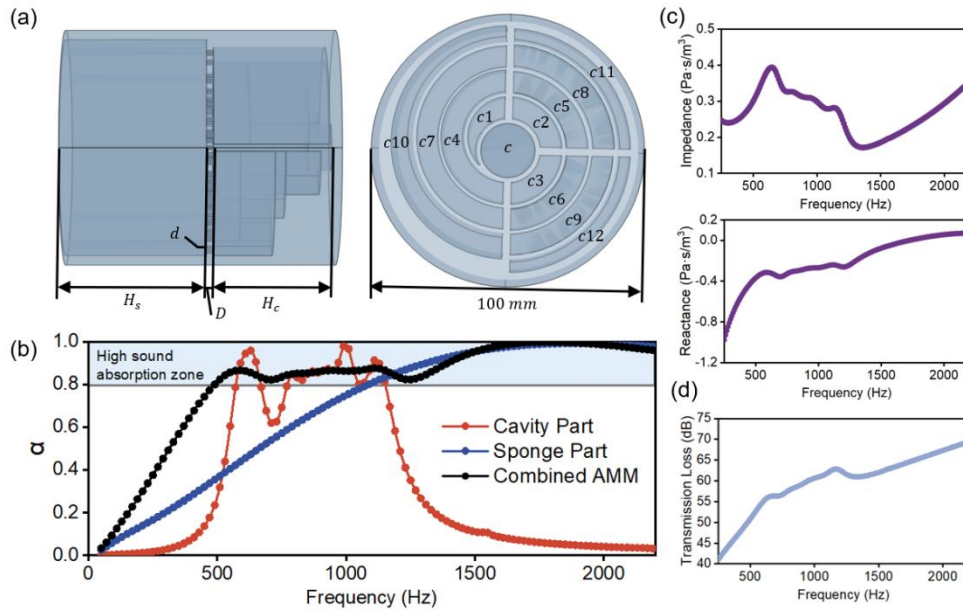 (a)
c11
c8
c5
c1
c2
c10
c7
c4
c
c3
c6
c9
c12
d
H_s
D
H_c
100 mm
(b)
1.0
High sound
absorption zone
0.8
0.6
α
0.4
0.2
0.0
Cavity Part
Sponge Part
Combined AMM
0
500
1000
1500
2000
Frequency (Hz)
(c)
Impedance (Pa·s/m³)
0.5
0.4
0.3
0.2
0.1
500
1000
1500
2000
Frequency (Hz)
Reactance (Pa·s/m³)
0.2
0.0
-0.4
-0.8
-1.2
500
1000
1500
2000
Frequency (Hz)
(d)
Transmission Loss (dB)
75
70
65
60
55
50
45
40
500
1000
1500
2000
Frequency (Hz)